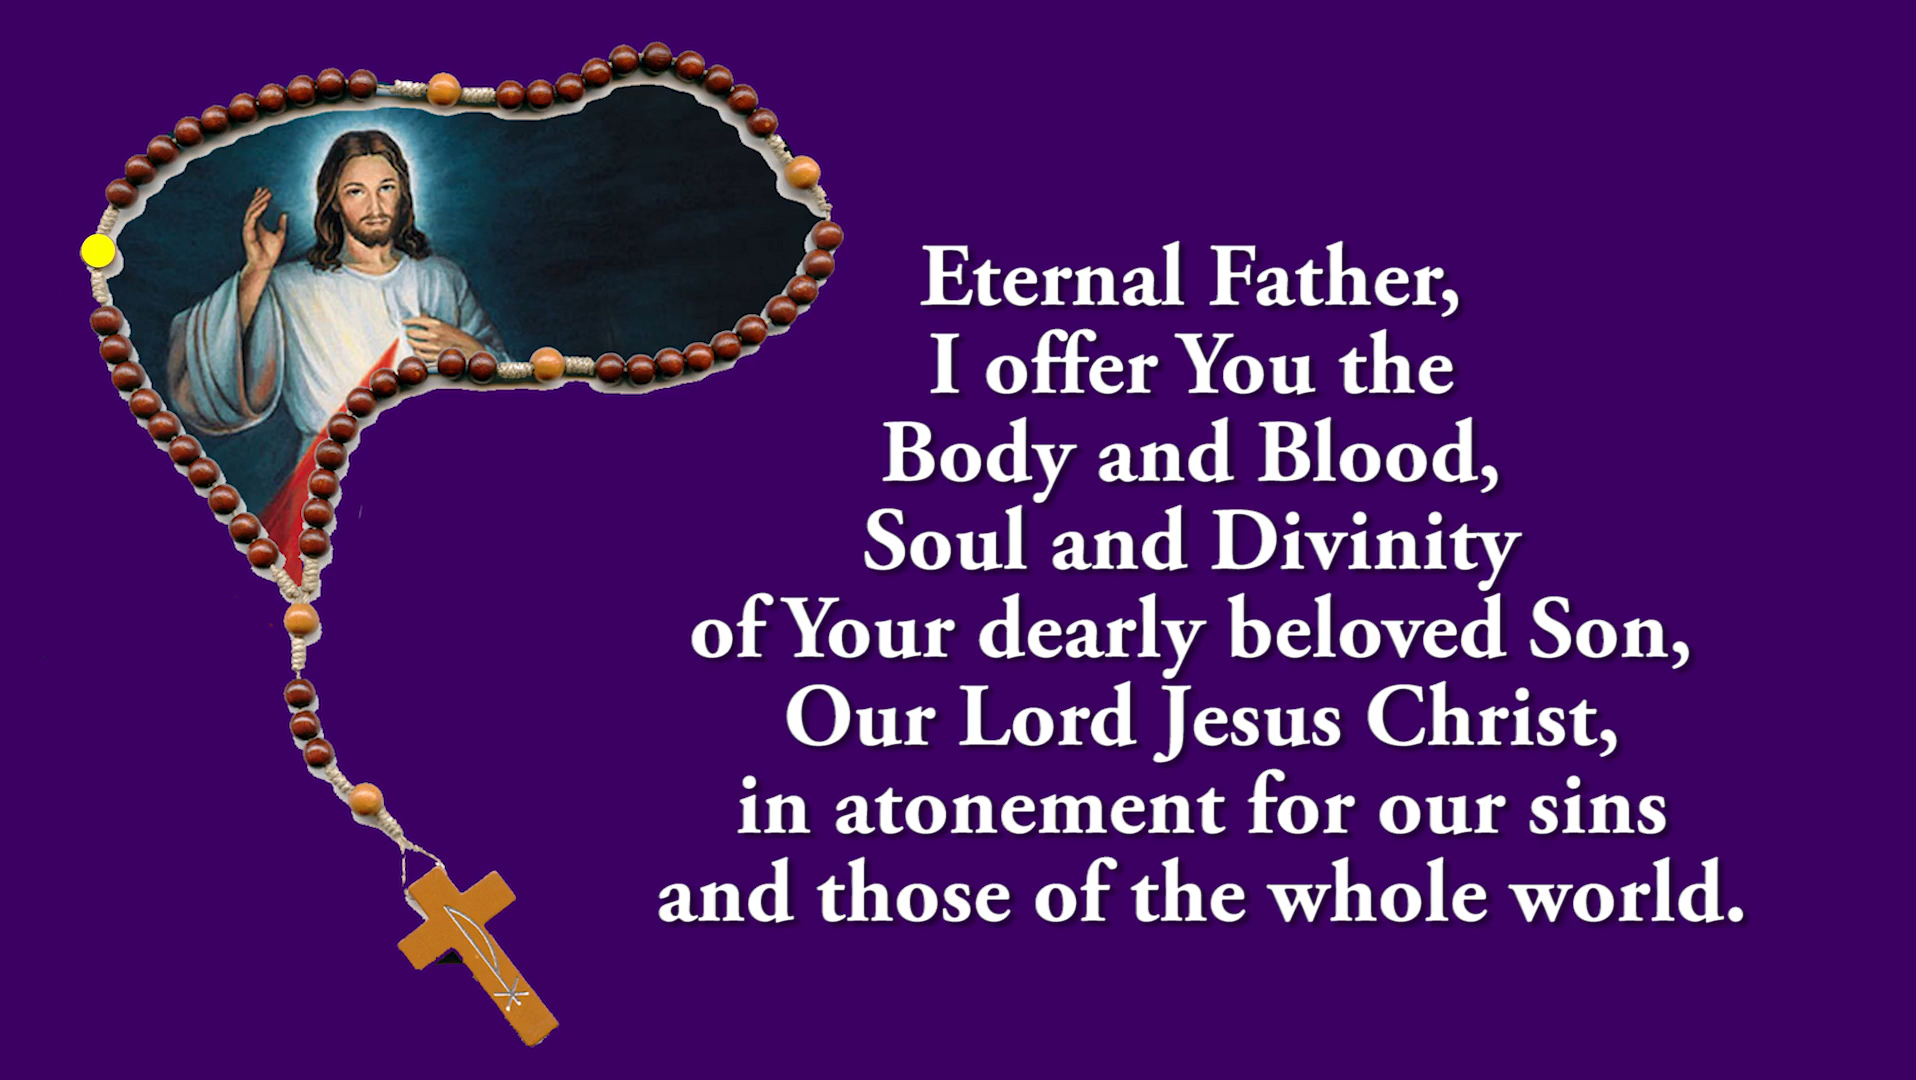 Eternal Father,
I offer You the
Body and Blood,
Soul and Divinity
of Your dearly beloved Son,
Our Lord Jesus Christ,
in atonement for our sins
and those of the whole world.